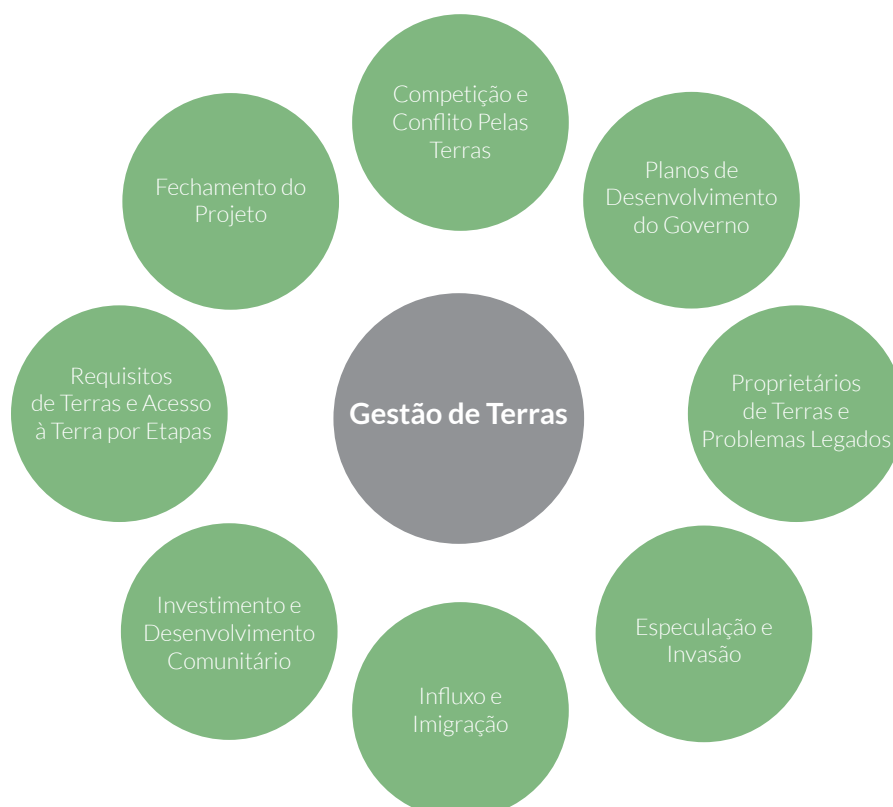 Competição e
Conflito Pelas
Terras
Planos de
Desenvolvimento
do Governo
Proprietários
de Terras e
Problemas Legados
Especulação e
Invasão
Influxo e
Imigração
Investimento e
Desenvolvimento
Comunitário
Requisitos
de Terras e Acesso
à Terra por Etapas
Fechamento do
Projeto
Gestão de Terras